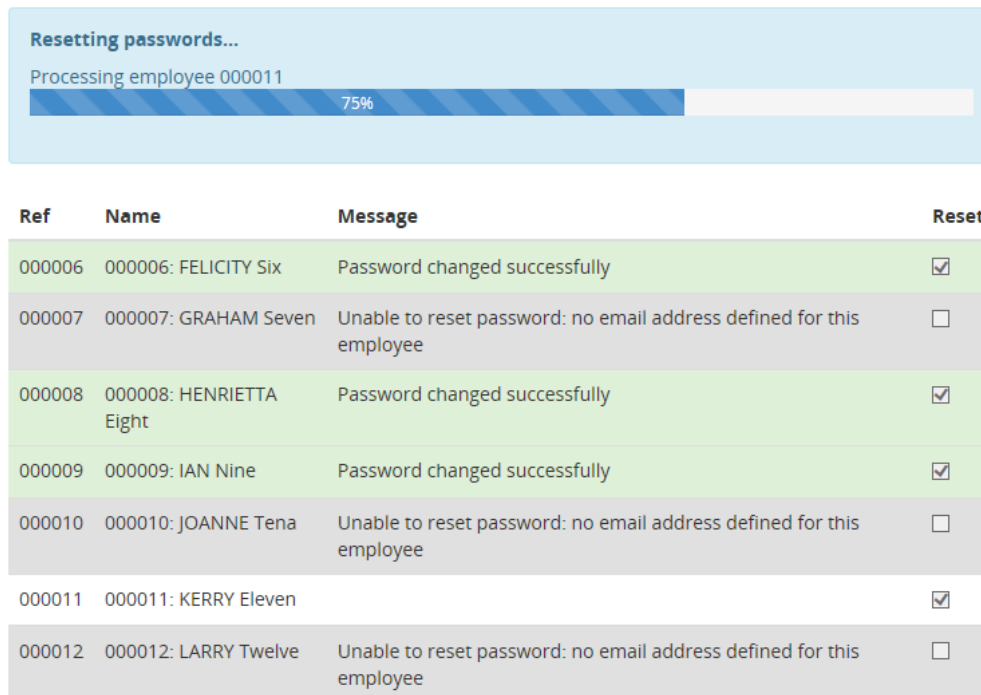 Resetting passwords...
Processing employee 000011
75%
Ref Name Message Reset
000006 000006: FELICITY Six Password changed successfully
000007 000007: GRAHAM Seven Unable to reset password: no email address defined for this
employee
000008 000008: HENRIETTA Password changed successfully
Eight
000009 000009: IAN Nine Password changed successfully
000010 000010: JOANNE Tena Unable to reset password: no email address defined for this
employee
000011 000011: KERRY Eleven
000012 000012: LARRY Twelve Unable to reset password: no email address defined for this
employee